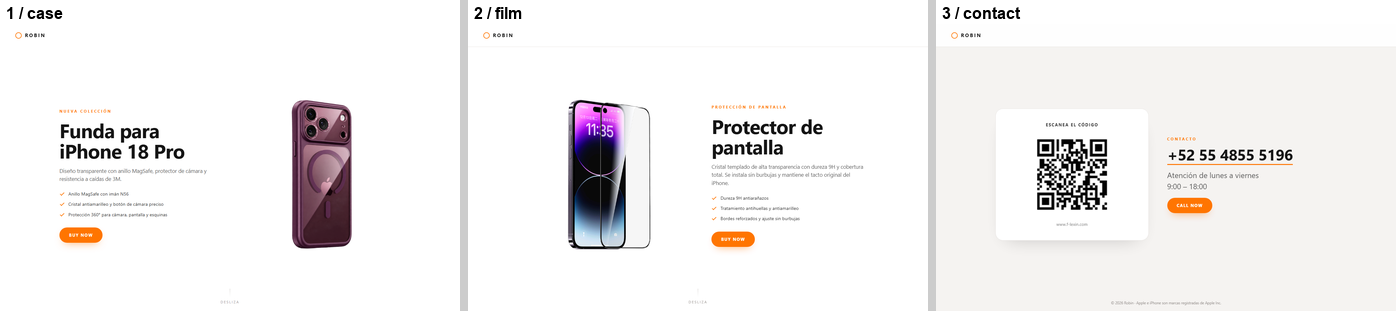 1 / case
ROBIN
NUEVA COLECCIÓN
Funda para
iPhone 18 Pro
Diseño transparente con anillo MagSafe, protector de cámara y
resistencia a caídas de 3M.
Anillo MagSafe con imán N56
Cristal antiamarilleo y botón de cámara preciso
Protección 360° para cámara, pantalla y esquinas
BUY NOW
DESLIZA
2 / film
ROBIN
PROTECCIÓN DE PANTALLA
11:35
Protector de
pantalla
Cristal templado de alta transparencia con dureza 9H y cobertura
total. Se instala sin burbujas y mantiene el tacto original del
iPhone.
Dureza 9H antiarañazos
Tratamiento antihuellas y antiamarilleo
Bordes reforzados y ajuste sin burbujas
BUY NOW
DESLIZA
3 / contact
ROBIN
ESCANEA EL CÓDIGO
CONTACTO
+52 55 4855 5196
Atención de lunes a viernes
9:00 – 18:00
CALL NOW